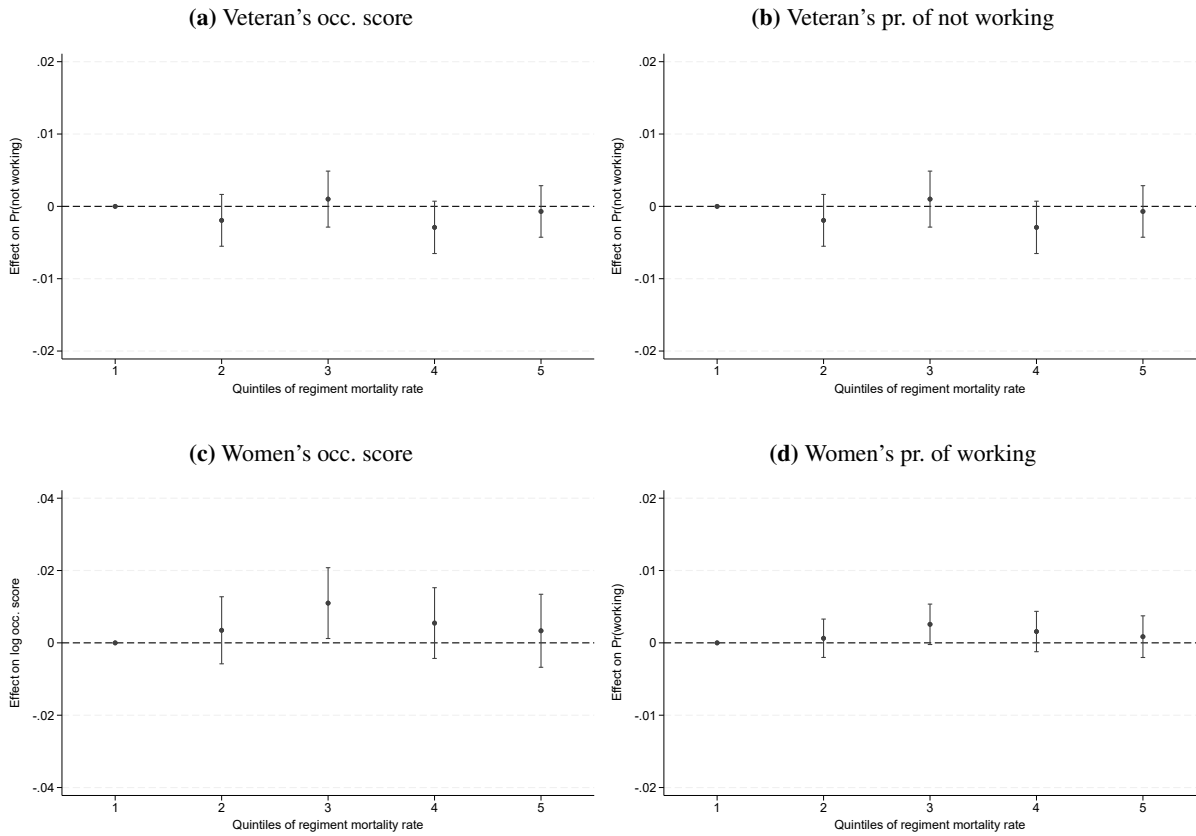 (a) Veteran's occ. score
(b) Veteran's pr. of not working
Effect on Pr(not working)
.02
.01
0
-.01
-.02
1 2 3 4 5
Quintiles of regiment mortality rate
Effect on Pr(not working)
.02
.01
0
-.01
-.02
1 2 3 4 5
Quintiles of regiment mortality rate
(c) Women's occ. score
(d) Women's pr. of working
Effect on log occ. score
.04
.02
0
-.02
-.04
1 2 3 4 5
Quintiles of regiment mortality rate
Effect on Pr(working)
.02
.01
0
-.01
-.02
1 2 3 4 5
Quintiles of regiment mortality rate